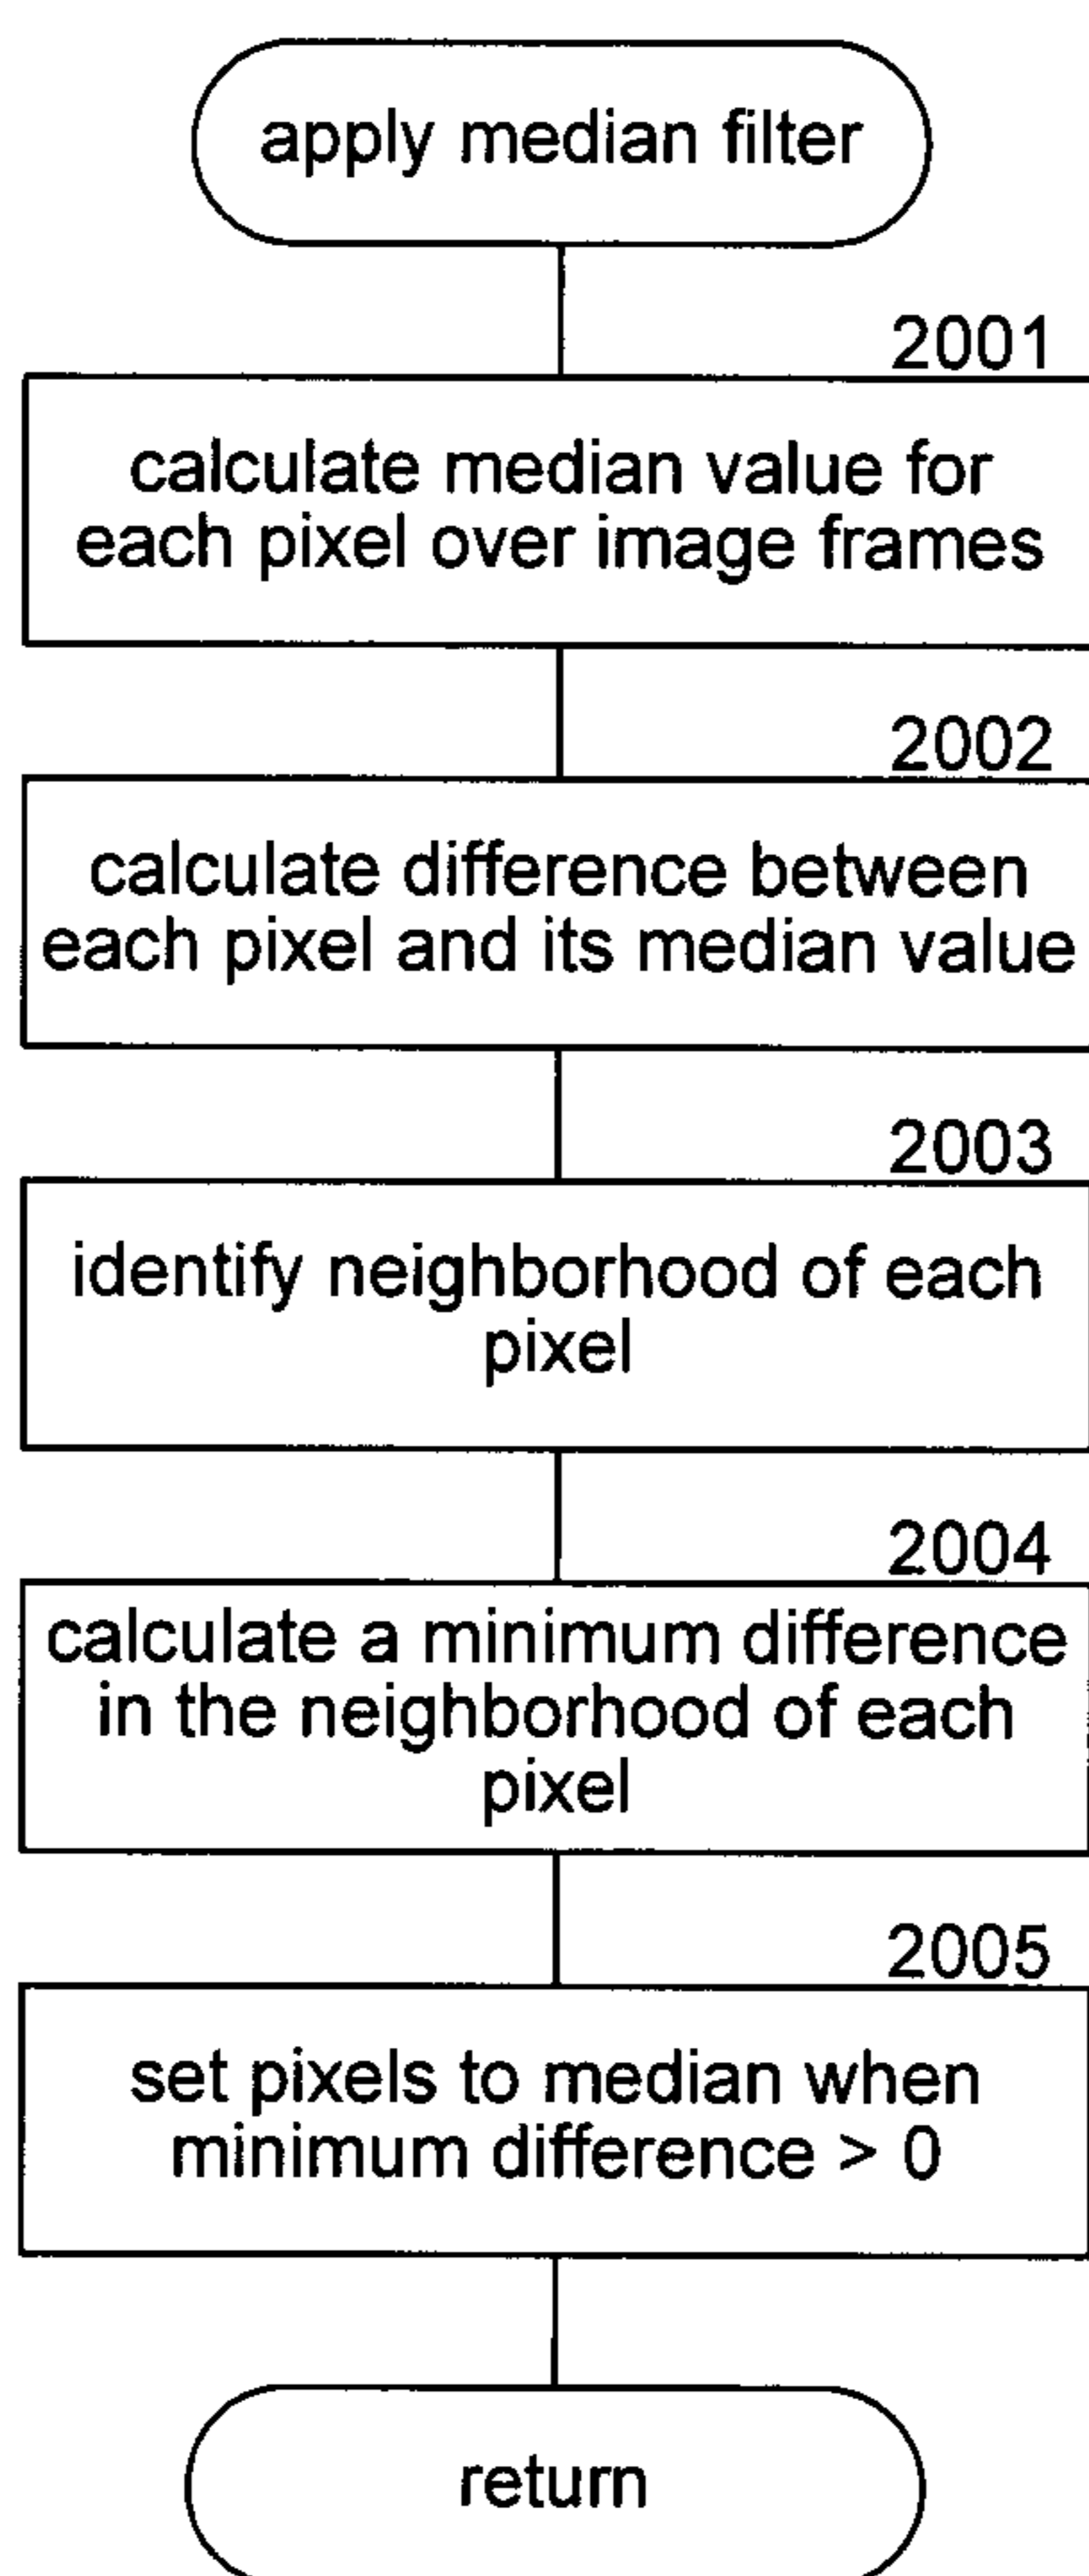 apply median filter
2001
calculate median value for
each pixel over image frames
2002
calculate difference between
each pixel and its median value
2003
identify neighborhood of each
pixel
2004
calculate a minimum difference
in the neighborhood of each
pixel
2005
set pixels to median when
minimum difference > 0
return